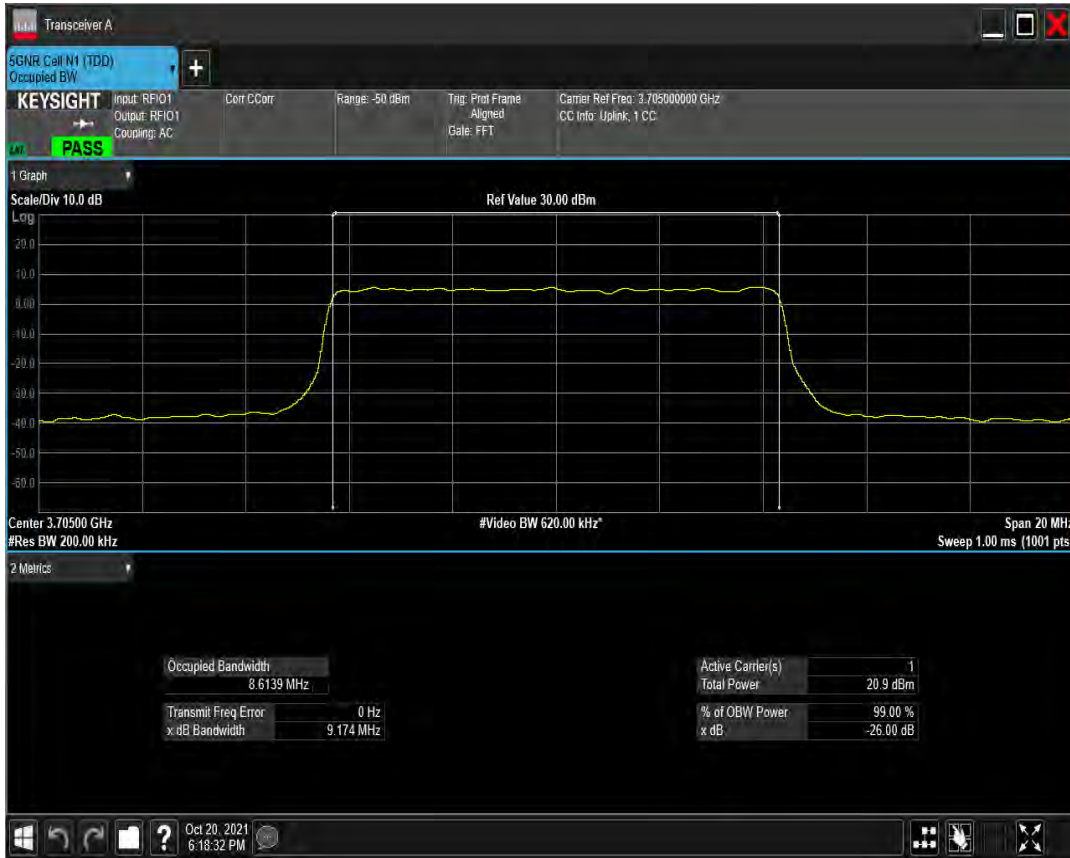 Transceiver A
5GNR Cell N1 (TDD)
Occupied BW
+
KEYSIGHT
PASS
Input: RFIO1
Output: RFIO1
Coupling: AC
Corr CCorr
Range: -50 dBm
Trig: Prot Frame
Aligned
Gate: FFT
Carrier Ref Freq: 3.705000000 GHz
CC Info: Uplink, 1 CC
1 Graph
Scale/Div 10.0 dB
Ref Value 30.00 dBm
Log
20.0
10.0
0.00
-10.0
-20.0
-30.0
-40.0
-50.0
-60.0
Center 3.70500 GHz
#Video BW 620.00 kHz*
Span 20 MHz
#Res BW 200.00 kHz
Sweep 1.00 ms (1001 pts
2 Metrics
Occupied Bandwidth
8.6139 MHz
Transmit Freq Error 0 Hz
x dB Bandwidth 9.174 MHz
Active Carrier(s) 1
Total Power 20.9 dBm
% of OBW Power 99.00 %
x dB -26.00 dB
?
Oct 20, 2021
6:18:32 PM